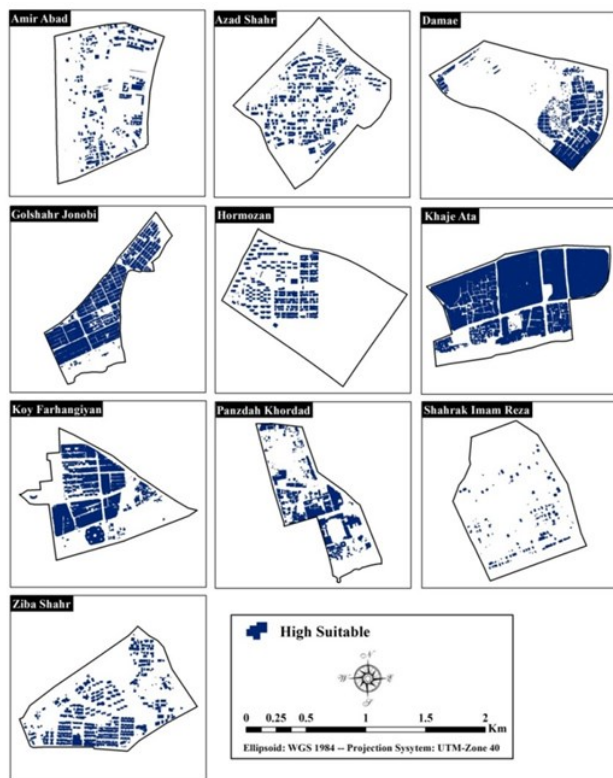 Amir Abad
Azad Shahr
Damae
Golshahr Jonobi
Hormozan
Khaje Ata
Koy Farhangiyan
Panzdah Khordad
Shahrak Imam Reza
Ziba Shahr
High Suitable
N
W E
S
0 0.25 0.5 1 1.5 2
Km
Ellipsoid: WGS 1984 -- Projection Sysytem: UTM-Zone 40